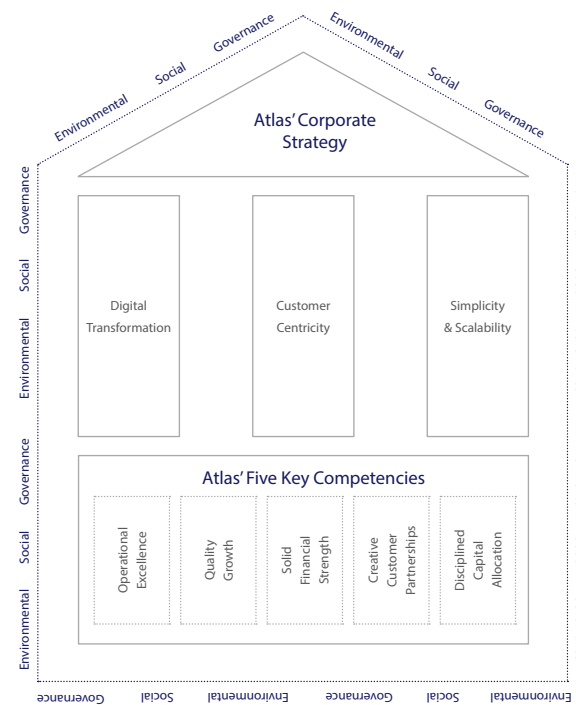 Environmental Social Governance
Environmental Social Governance
Atlas’ Corporate
Strategy
Governance
Social
Environmental
Governance
Social
Environmental
Digital
Transformation
Customer
Centricity
Simplicity
& Scalability
Atlas’ Five Key Competencies
Operational
Excellence
Quality
Growth
Solid
Financial
Strength
Creative
Customer
Partnerships
Disciplined
Capital
Allocation
Environmental Social Governance Environmental Social Governance